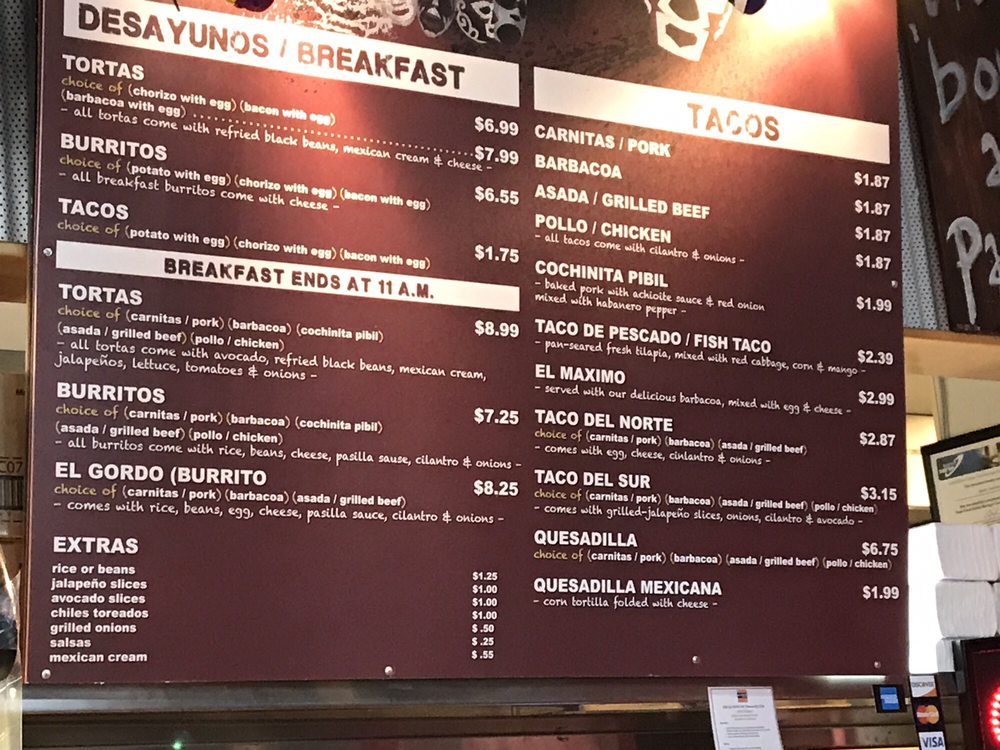 DESAYUNOS / BREAKFAST
TORTAS
choice of (chorizo with egg) (bacon with egg) $6.99
(barbacoa with egg) ........................................ $7.99
- all tortas come with refried black beans, mexican cream & cheese -
BURRITOS
choice of (potato with egg) (chorizo with egg) (bacon with egg) $6.55
- all breakfast burritos come with cheese -
TACOS
choice of (potato with egg) (chorizo with egg) (bacon with egg) $1.75
BREAKFAST ENDS AT 11 A.M.
TORTAS
choice of (carnitas / pork) (barbacoa) (cochinita pibil) $8.99
(asada / grilled beef) (pollo / chicken)
- all tortas come with avocado, refried black beans, mexican cream,
jalapeños, lettuce, tomatoes & onions -
BURRITOS
choice of (carnitas / pork) (barbacoa) (cochinita pibil) $7.25
(asada / grilled beef) (pollo / chicken)
- all burritos come with rice, beans, cheese, pasilla sause, cilantro & onions -
EL GORDO (BURRITO
choice of (carnitas / pork) (barbacoa) (asada / grilled beef) $8.25
- comes with rice, beans, egg, cheese, pasilla sauce, cilantro & onions -
EXTRAS
rice or beans $1.25
jalapeño slices $1.00
avocado slices $1.00
chiles toreados $1.00
grilled onions $ .50
salsas $ .25
mexican cream $ .55
TACOS
CARNITAS / PORK $1.87
BARBACOA $1.87
ASADA / GRILLED BEEF $1.87
POLLO / CHICKEN $1.87
- all tacos come with cilantro & onions -
COCHINITA PIBIL $1.99
- baked pork with achioite sauce & red onion
mixed with habanero pepper -
TACO DE PESCADO / FISH TACO $2.39
- pan-seared fresh tilapia, mixed with red cabbage, corn & mango -
EL MAXIMO $2.99
- served with our delicious barbacoa, mixed with egg & cheese -
TACO DEL NORTE $2.87
choice of (carnitas / pork) (barbacoa) (asada / grilled beef)
- comes with egg, cheese, cinlantro & onions -
TACO DEL SUR $3.15
choice of (carnitas / pork) (barbacoa) (asada / grilled beef) (pollo / chicken)
- comes with grilled-jalapeño slices, onions, cilantro & avocado -
QUESADILLA $6.75
choice of (carnitas / pork) (barbacoa) (asada / grilled beef) (pollo / chicken)
QUESADILLA MEXICANA $1.99
- corn tortilla folded with cheese -
DISCOVER
MasterCard
VISA